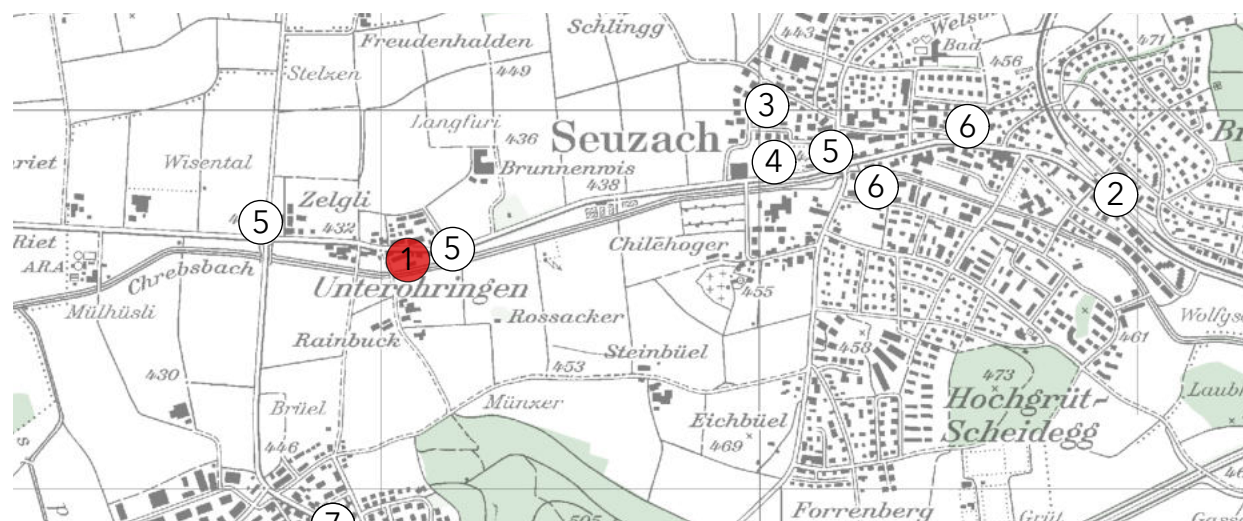 Schlingg
443
Welsi
Bad
471
Freudenhalden
456
Stelzen
449
3
Langfuri
436
Seuzach
6
5
riet
Wisental
Brunnenwis
4
438
6
2
Zelgli
5
432
5
Riet
1
Chilehoger
ARA
Chrebsbach
Unterohringen
455
Mülhüsli
Rossacker
Rainbuck
461
458
Steinbüel
453
473
430
Münzer
Brüel
Eichbüel
469
Hochgrüt-
Scheidegg
446
7
505
Forrenberg
Grüt